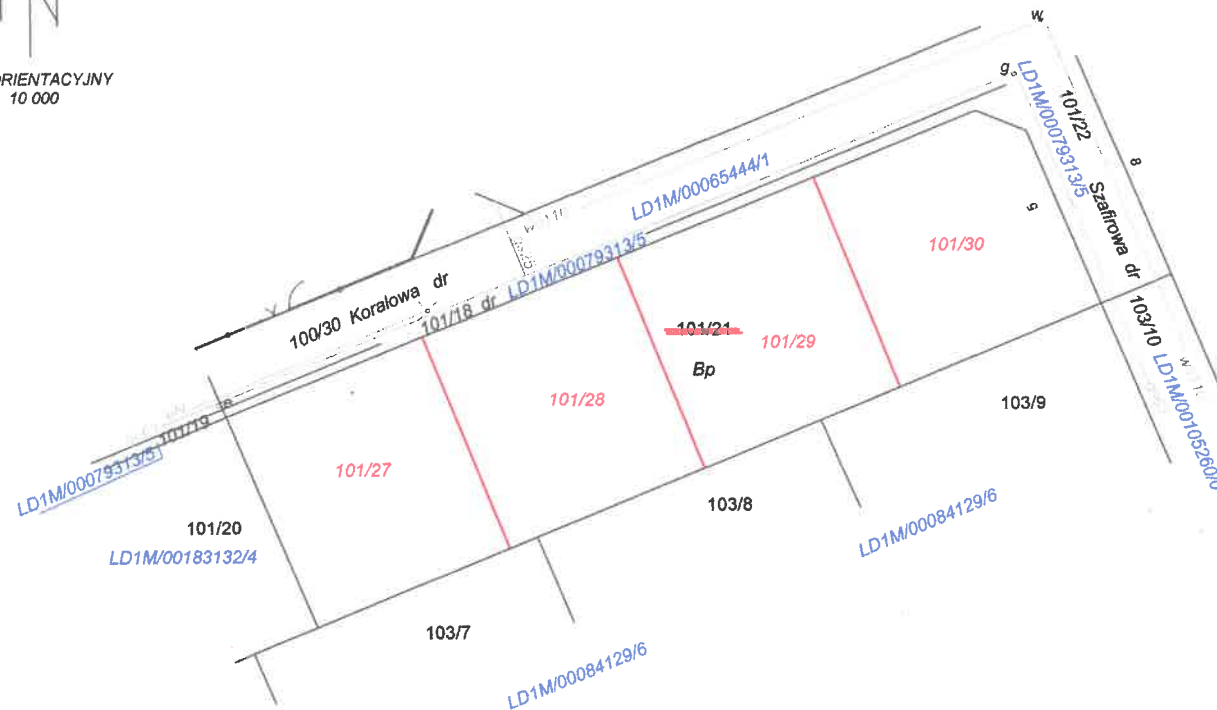 RIENTACYJNY
10 000
w
g
LD1M/00079313/5
101/22
8
Szafirowa dr
5
LD1M/00065444/1
w
LD1M/00079313/5
101/30
100/30 Koralowa dr
101/18 dr
101/21
101/29
Bp
103/10
LD1M/00105260/0
w
101/28
103/9
101/19
LD1M/00079313/5
101/27
101/20
LD1M/00183132/4
103/8
LD1M/00084129/6
103/7
LD1M/00084129/6